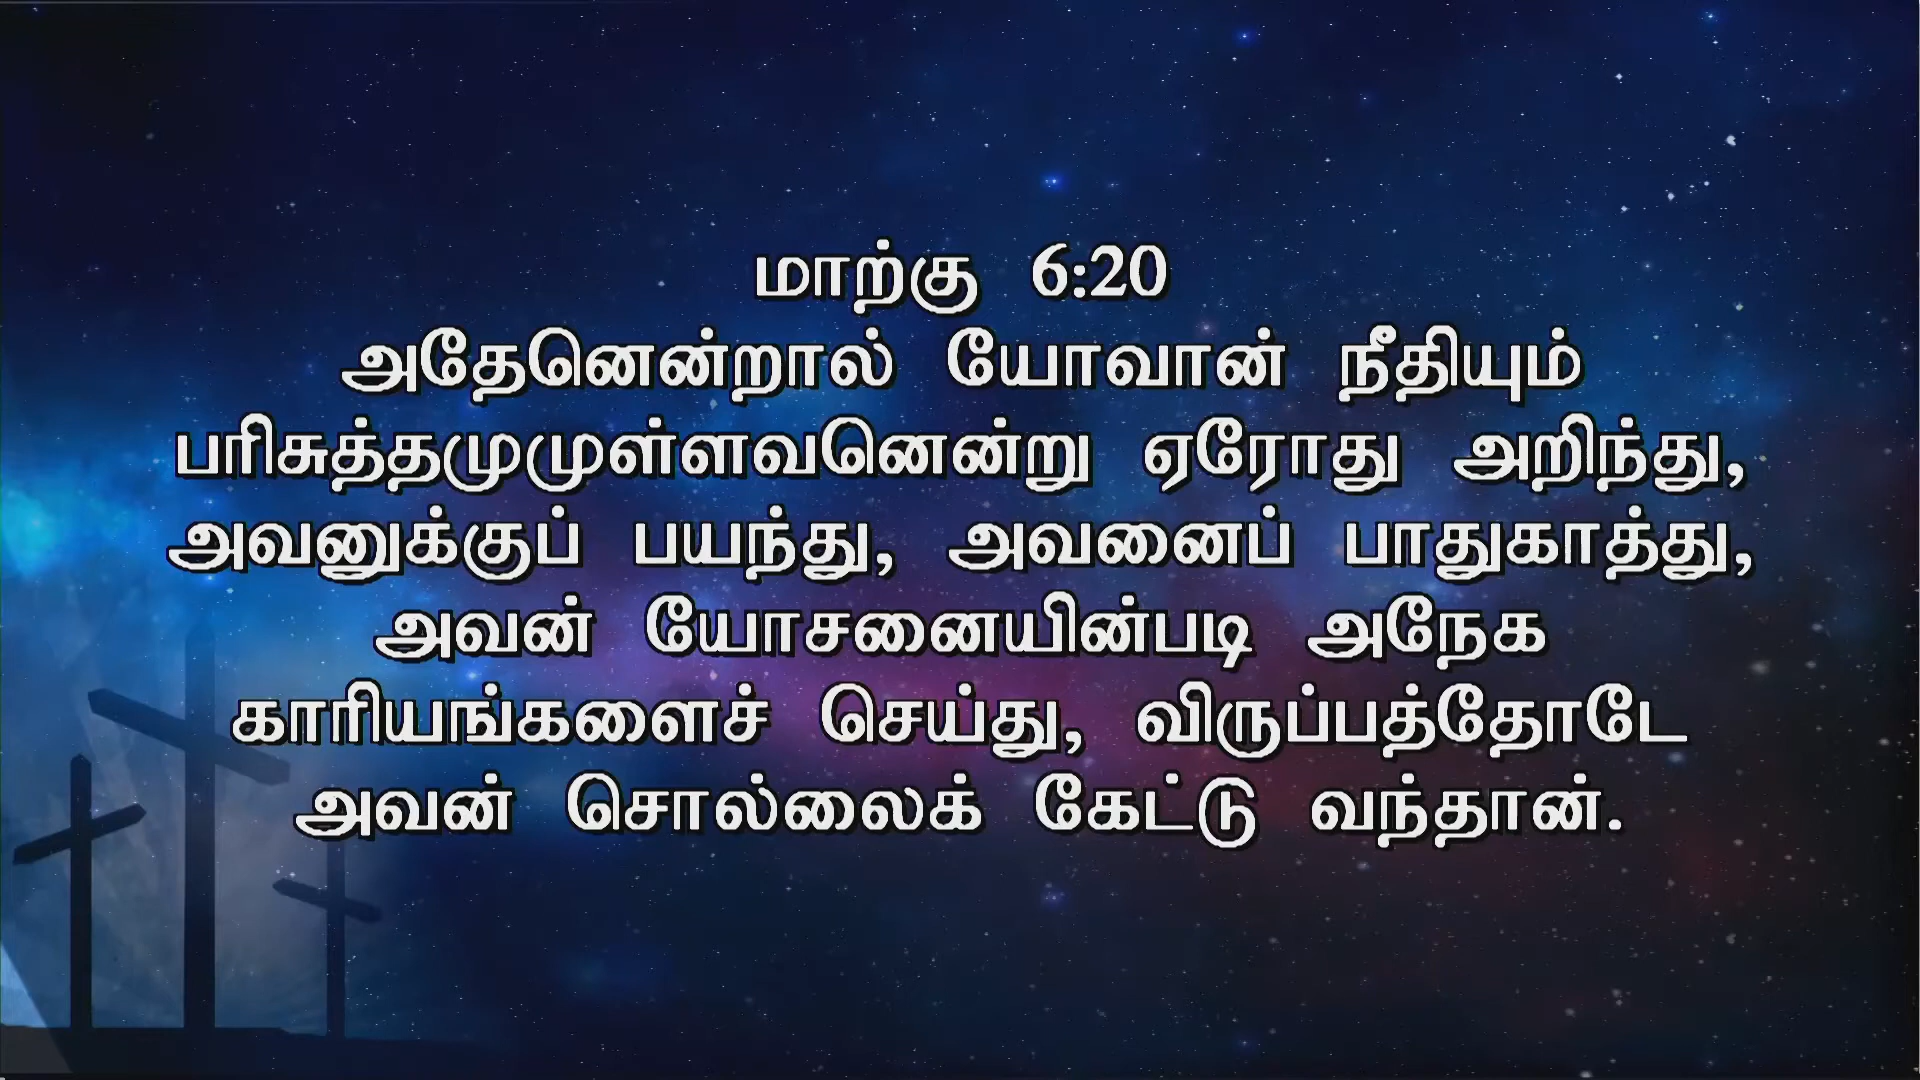 மாற்கு 6:20
அதேனென்றால் யோவான் நீதியும்
பரிசுத்தமுமுள்ளவனென்று ஏரோது அறிந்து,
அவனுக்குப் பயந்து, அவனைப் பாதுகாத்து,
அவன் யோசனையின்படி அநேக
காரியங்களைச் செய்து, விருப்பத்தோடே
அவன் சொல்லைக் கேட்டு வந்தான்.